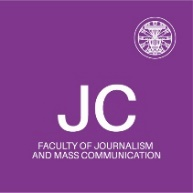 JC
FACULTY OF JOURNALISM
AND MASS COMMUNICATION